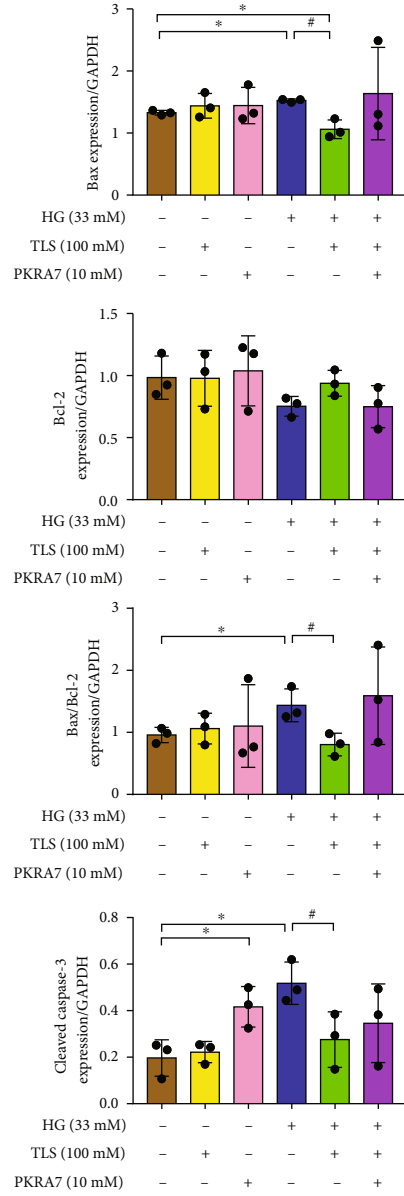 * 
* #
3
2
1
0
Bax expression/GAPDH
HG (33 mM) – – – + + +
TLS (100 mM) – + – – + +
PKRA7 (10 mM) – – + – – +
1.5
1.0
0.5
0.0
Bcl-2
expression/GAPDH
HG (33 mM) – – – + + +
TLS (100 mM) – + – – + +
PKRA7 (10 mM) – – + – – +
* #
3
2
1
0
Bax/Bcl-2
expression/GAPDH
HG (33 mM) – – – + + +
TLS (100 mM) – + – – + +
PKRA7 (10 mM) – – + – – +
* #
*
0.8
0.6
0.4
0.2
0.0
Cleaved caspase-3
expression/GAPDH
HG (33 mM) – – – + + +
TLS (100 mM) – + – – + +
PKRA7 (10 mM) – – + – – +